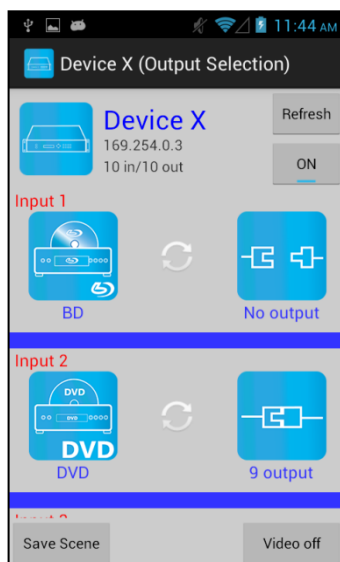 11:44 AM
Device X (Output Selection)
Device X
169.254.0.3
10 in/10 out
Refresh
ON
Input 1
BD
No output
Input 2
DVD
DVD
DVD
9 output
Save Scene
Video off